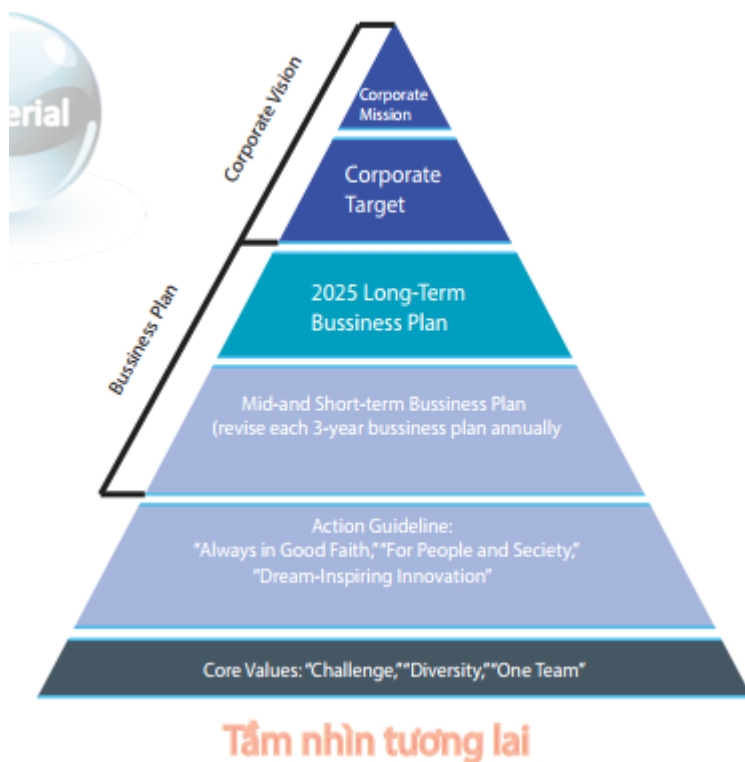 erial
Corporate Vision
Bussiness Plan
Corporate
Mission
Corporate
Target
2025 Long-Term
Bussiness Plan
Mid-and Short-term Bussiness Plan
(revise each 3-year bussiness plan annually
Action Guideline:
“Always in Good Faith,”“For People and Seciety,”
“Dream-Inspiring Innovation”
Core Values: “Challenge,”“Diversity,”“One Team”
Tầm nhìn tương lai